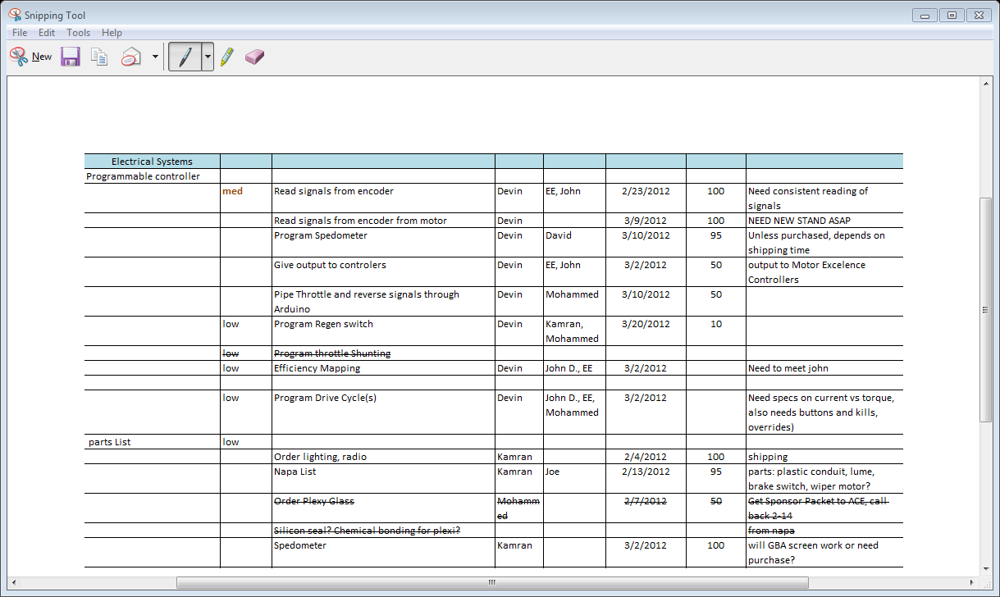 Snipping Tool
File Edit Tools Help
New
Electrical Systems
Programmable controller
med Read signals from encoder Devin EE, John 2/23/2012 100 Need consistent reading of
signals
Read signals from encoder from motor Devin 3/9/2012 100 NEED NEW STAND ASAP
Program Spedometer Devin David 3/10/2012 95 Unless purchased, depends on
shipping time
Give output to controlers Devin EE, John 3/2/2012 50 output to Motor Excelence
Controllers
Pipe Throttle and reverse signals through Devin Mohammed 3/10/2012 50
Arduino
low Program Regen switch Devin Kamran, 3/20/2012 10
Mohammed
low Program throttle Shunting
low Efficiency Mapping Devin John D., EE 3/2/2012 Need to meet john
low Program Drive Cycle(s) Devin John D., EE, 3/2/2012 Need specs on current vs torque,
Mohammed also needs buttons and kills,
overrides)
parts List low
Order lighting, radio Kamran 2/4/2012 100 shipping
Napa List Kamran Joe 2/13/2012 95 parts: plastic conduit, lume,
brake switch, wiper motor?
Order Plexy Glass Mohamm 2/7/2012 50 Get Sponsor Packet to ACE, call
ed back 2-14
Silicon seal? Chemical bonding for plexi? from napa
Spedometer Kamran 3/2/2012 100 will GBA screen work or need
purchase?